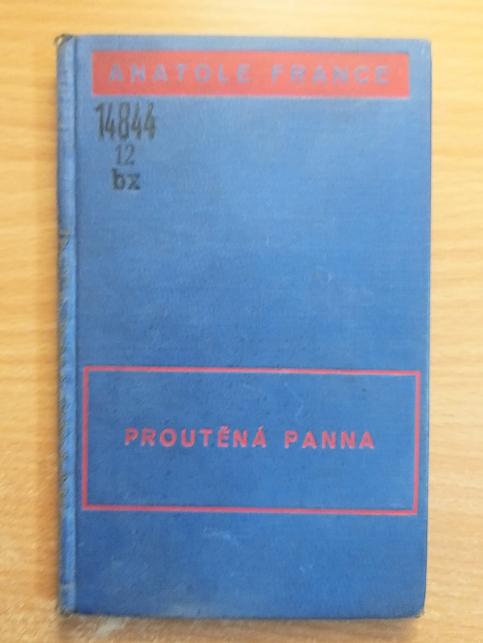 ANATOLE FRANCE
14844
12
bx
PROUTĚNÁ PANNA